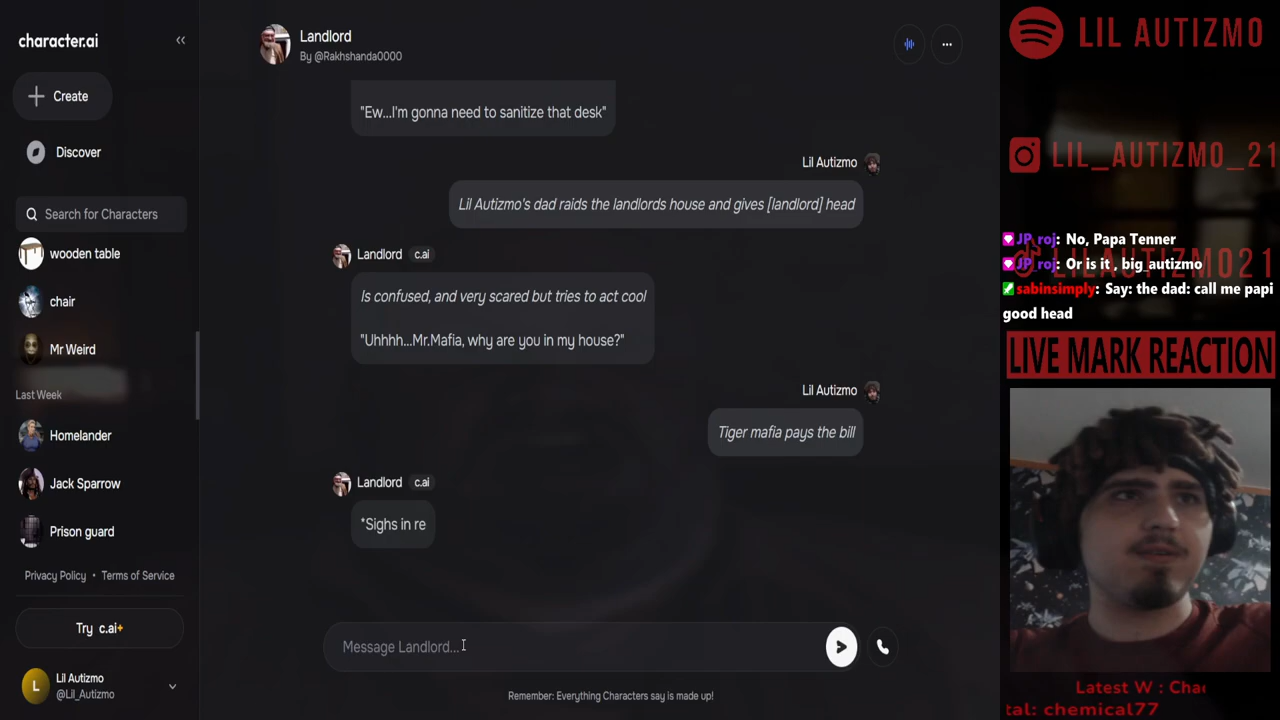 character.ai
Create
Discover
Search for Characters
wooden table
chair
Mr Weird
Last Week
Homelander
Jack Sparrow
Prison guard
Privacy Policy • Terms of Service
Try c.ai+
L
Lil Autizmo
@Lil_Autizmo
Landlord
By @Rakhshanda0000
"Ew...I'm gonna need to sanitize that desk"
Lil Autizmo
Lil Autizmo's dad raids the landlords house and gives [landlord] head
Landlord c.ai
Is confused, and very scared but tries to act cool
"Uhhhh...Mr.Mafia, why are you in my house?"
Lil Autizmo
Tiger mafia pays the bill
Landlord c.ai
*Sighs in re
Message Landlord...
Remember: Everything Characters say is made up!
LIL AUTIZMO
LIL_AUTIZMO_21
JP_roj: No, Papa Tenner
JP_roj: Or is it , big autizmo
LILAUTIZMO21
sabinsimply: Say: the dad: call me papi
good head
LIVE MARK REACTION
Latest W : Cha
tal: chemical77